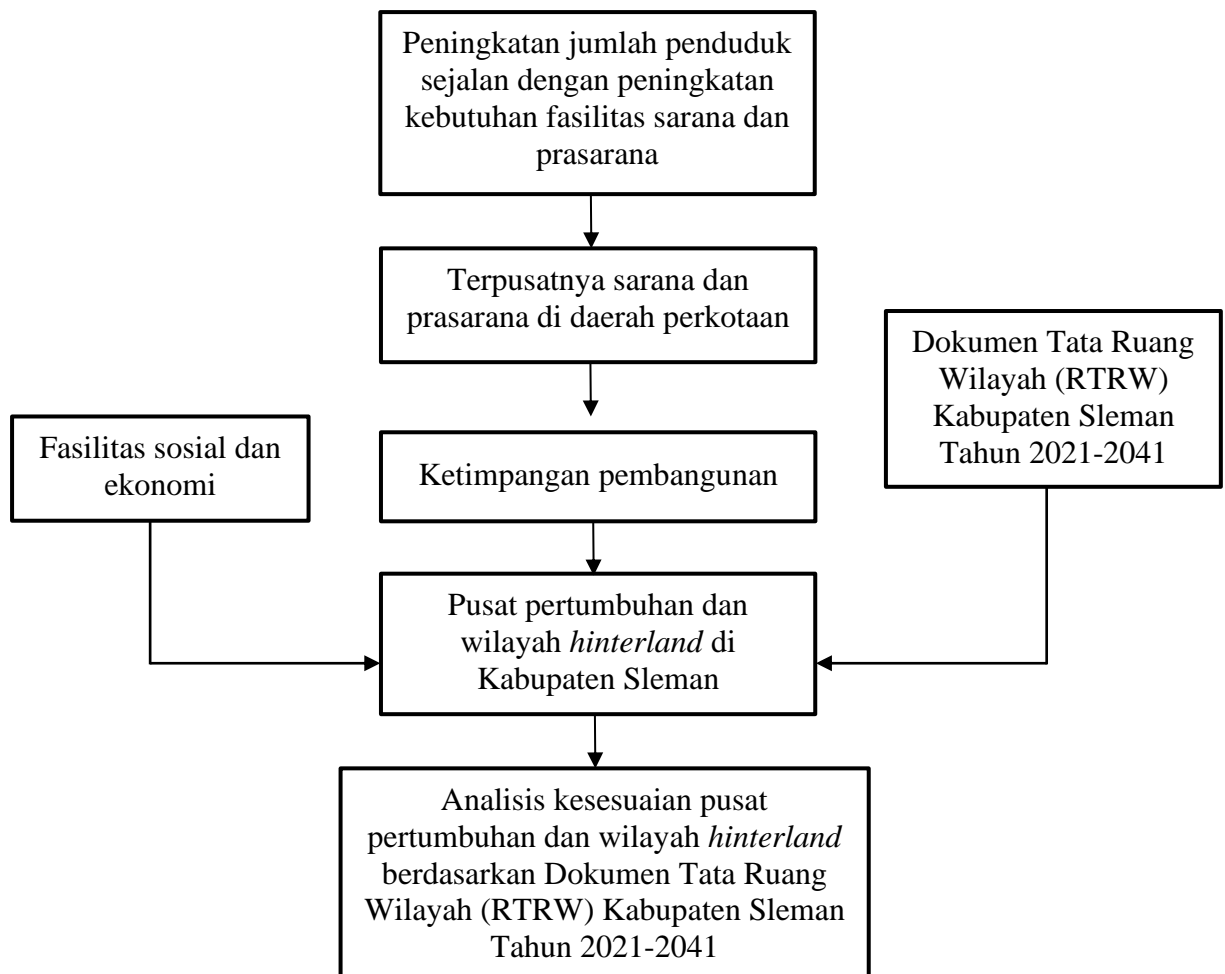 Peningkatan jumlah penduduk
sejalan dengan peningkatan
kebutuhan fasilitas sarana dan
prasarana
Terpusatnya sarana dan
prasarana di daerah perkotaan
Dokumen Tata Ruang
Wilayah (RTRW)
Kabupaten Sleman
Tahun 2021-2041
Fasilitas sosial dan
ekonomi
Ketimpangan pembangunan
Pusat pertumbuhan dan
wilayah hinterland di
Kabupaten Sleman
Analisis kesesuaian pusat
pertumbuhan dan wilayah hinterland
berdasarkan Dokumen Tata Ruang
Wilayah (RTRW) Kabupaten Sleman
Tahun 2021-2041